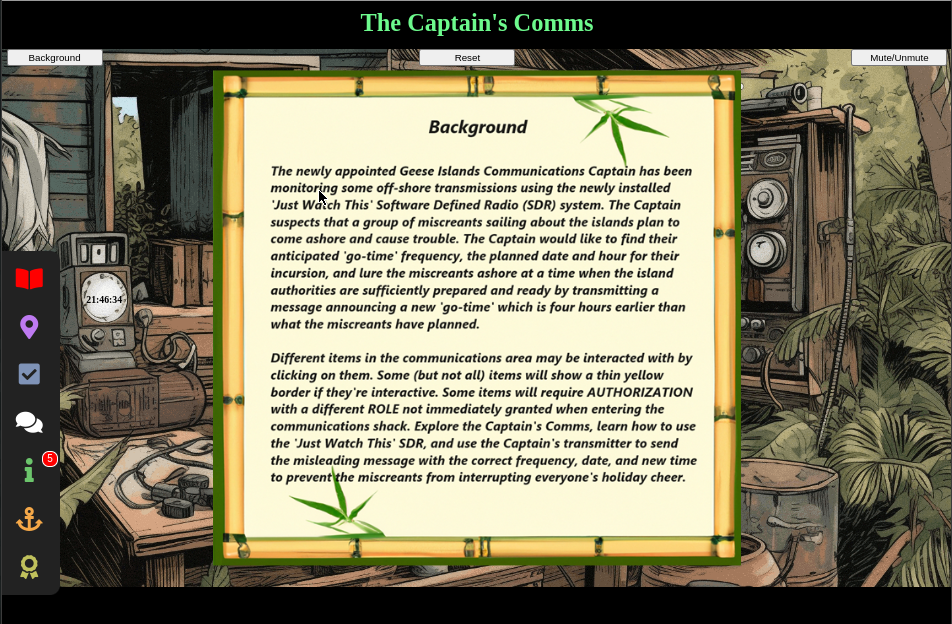 The Captain's Comms
Background
Reset
Mute/Unmute
Background
The newly appointed Geese Islands Communications Captain has been
monitoring some off-shore transmissions using the newly installed
'Just Watch This' Software Defined Radio (SDR) system. The Captain
suspects that a group of miscreants sailing about the islands plan to
come ashore and cause trouble. The Captain would like to find their
anticipated 'go-time' frequency, the planned date and hour for their
incursion, and lure the miscreants ashore at a time when the island
authorities are sufficiently prepared and ready by transmitting a
message announcing a new 'go-time' which is four hours earlier than
what the miscreants have planned.
Different items in the communications area may be interacted with by
clicking on them. Some (but not all) items will show a thin yellow
border if they're interactive. Some items will require AUTHORIZATION
with a different ROLE not immediately granted when entering the
communications shack. Explore the Captain's Comms, learn how to use
the 'Just Watch This' SDR, and use the Captain's transmitter to send
the misleading message with the correct frequency, date, and new time
to prevent the miscreants from interrupting everyone's holiday cheer.
21:46:34
5